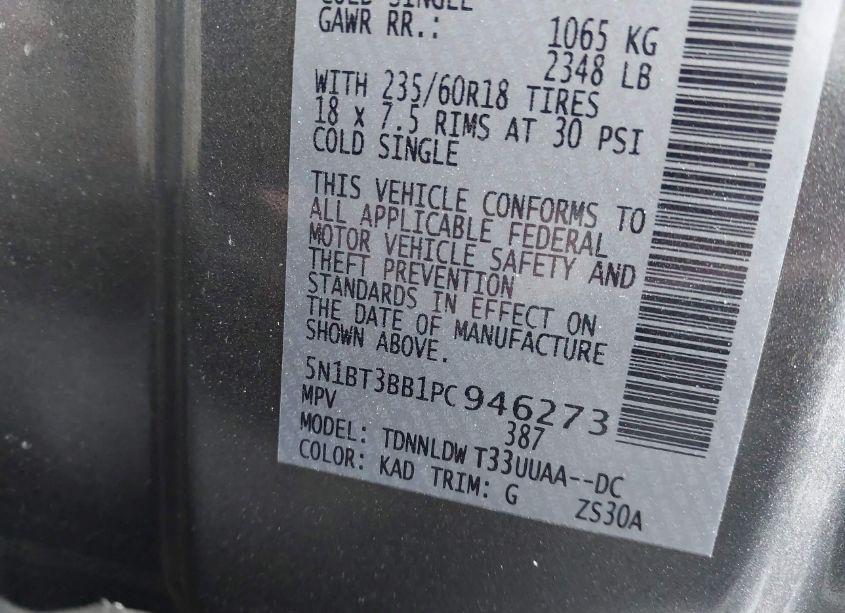 COLD SINGLE
GAWR RR.: 1065 KG
2348 LB
WITH 235/60R18 TIRES
18 x 7.5 RIMS AT 30 PSI
COLD SINGLE
THIS VEHICLE CONFORMS TO
ALL APPLICABLE FEDERAL
MOTOR VEHICLE SAFETY AND
THEFT PREVENTION
STANDARDS IN EFFECT ON
THE DATE OF MANUFACTURE
SHOWN ABOVE.
5N1BT3BB1PC946273
MPV 387
MODEL: TDNNLDW T33UUAA--DC
COLOR: KAD TRIM: G ZS30A